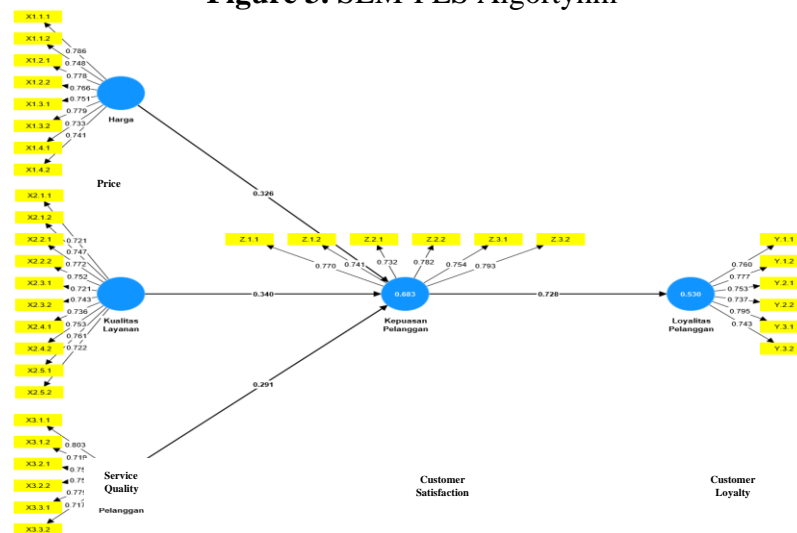 X1.1.1
X1.1.2
X1.2.1
X1.2.2
X1.3.1
X1.3.2
X1.4.1
X1.4.2
0.786
0.748
0.778
0.766
0.751
0.779
0.733
0.741
Harga
Price
0.326
X2.1.1
X2.1.2
X2.2.1
X2.2.2
X2.3.1
X2.3.2
X2.4.1
X2.4.2
X2.5.1
X2.5.2
0.721
0.747
0.772
0.752
0.721
0.743
0.736
0.753
0.761
0.722
Kualitas
Layanan
0.340
Z.1.1
Z.1.2
Z.2.1
Z.2.2
Z.3.1
Z.3.2
0.770
0.741
0.732
0.782
0.754
0.793
0.683
Kepuasan
Pelanggan
0.728
Loyalitas
Pelanggan
Y.1.1
Y.1.2
Y.2.1
Y.2.2
Y.3.1
Y.3.2
0.760
0.777
0.753
0.737
0.795
0.743
0.291
X3.1.1
X3.1.2
X3.2.1
X3.2.2
X3.3.1
X3.3.2
0.803
Service
Quality
Pelanggan
Customer
Satisfaction
Customer
Loyalty